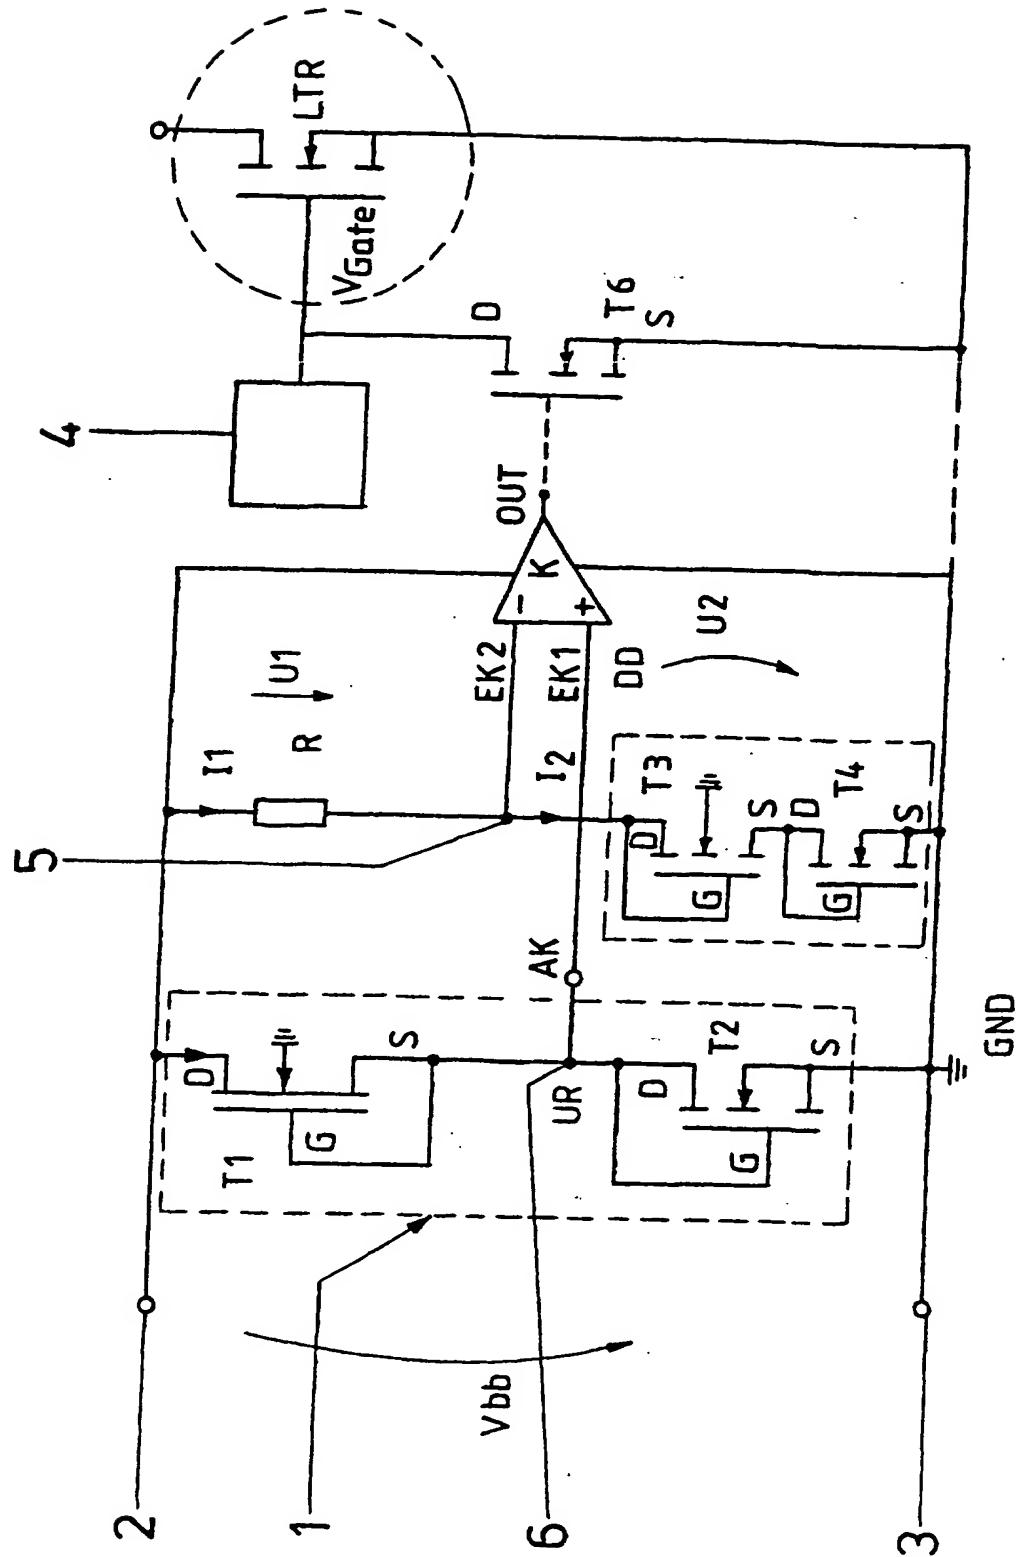 2
1
6
3
Vbb
T1
D
G
S
UR
D
T2
G
S
GND
AK
5
I1
R
U1
EK2
EK1
I2
DD
U2
T3
D
G
S
D
T4
G
S
K
-
+
OUT
4
VGate
LTR
D
T6
S